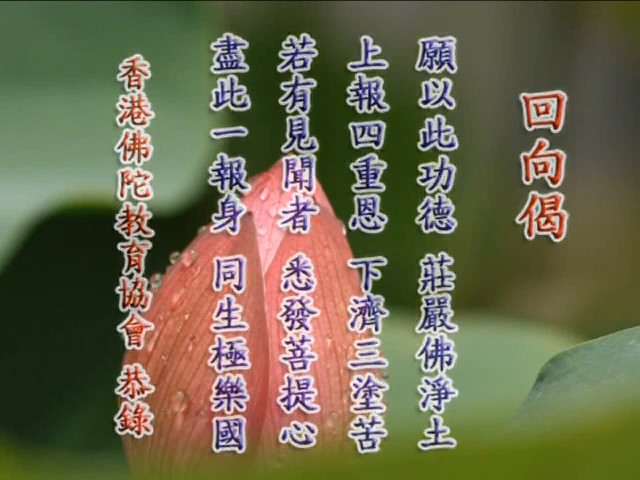 回向偈
願以此功德 莊嚴佛淨土
上報四重恩 下濟三塗苦
若有見聞者 悉發菩提心
盡此一報身 同生極樂國
香港佛陀教育協會 恭錄